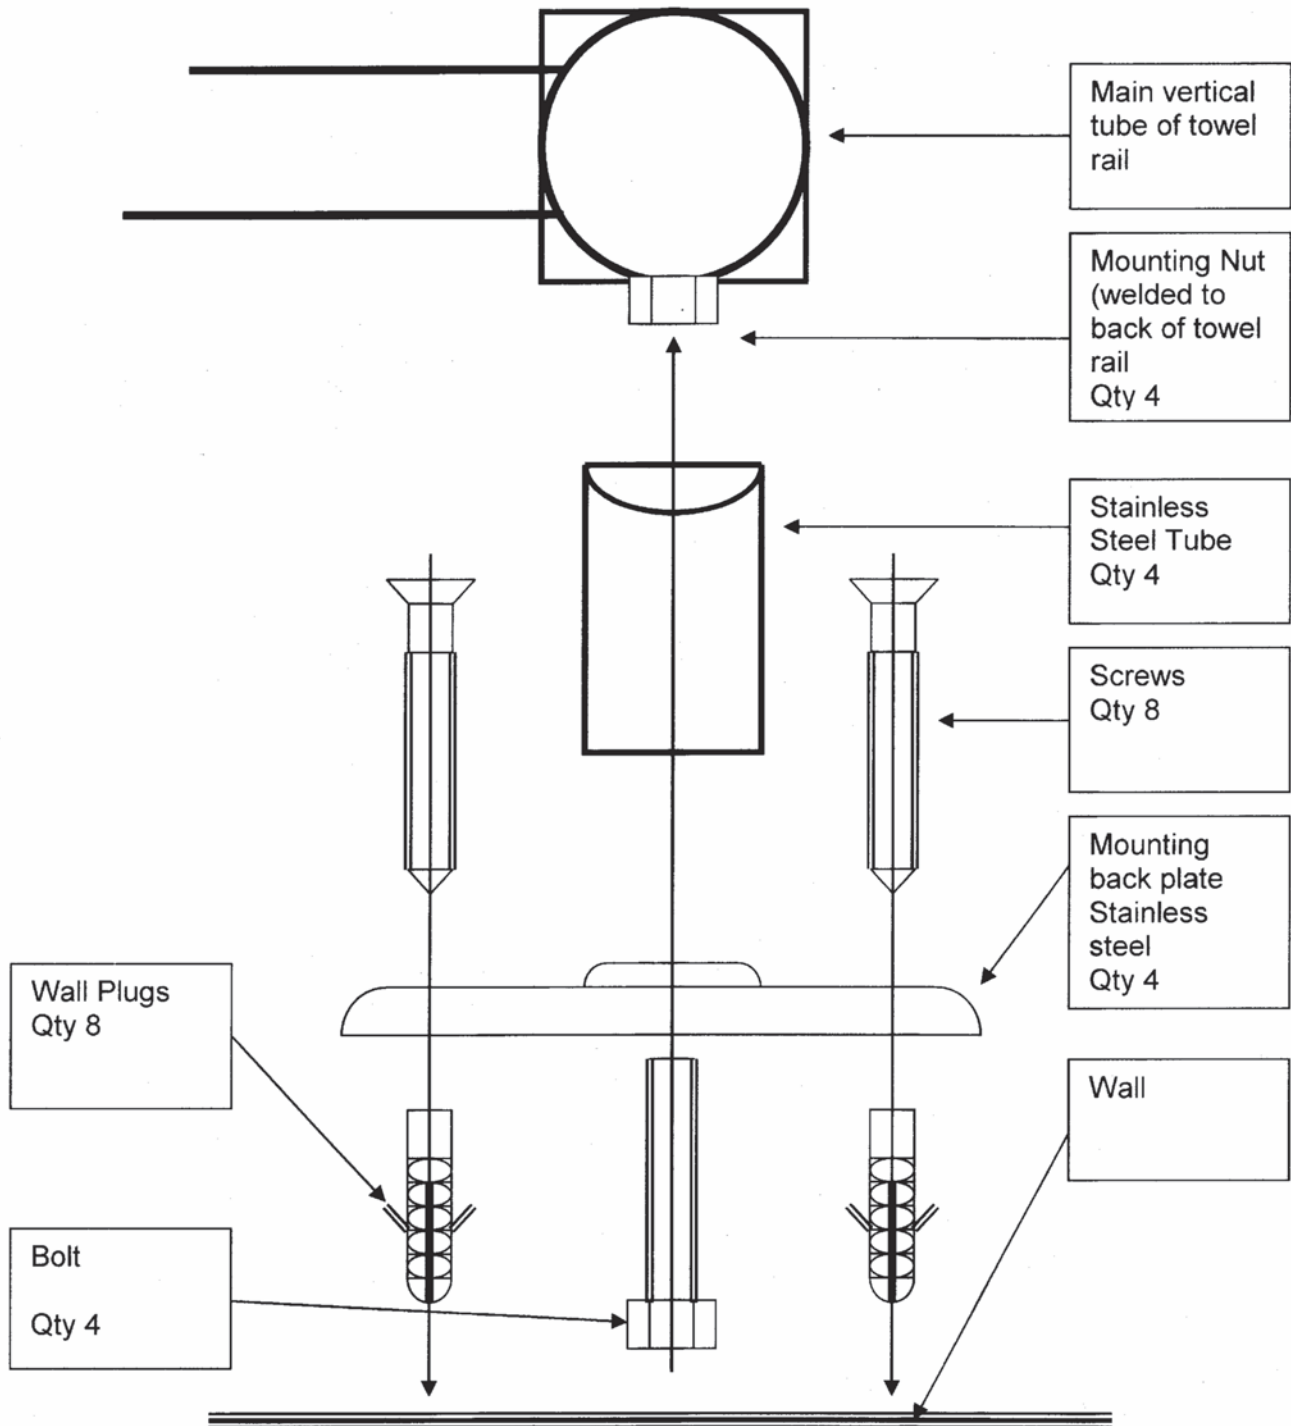 Main vertical
tube of towel
rail
Mounting Nut
(welded to
back of towel
rail
Qty 4
Stainless
Steel Tube
Qty 4
Screws
Qty 8
Mounting
back plate
Stainless
steel
Qty 4
Wall Plugs
Qty 8
Wall
Bolt
Qty 4